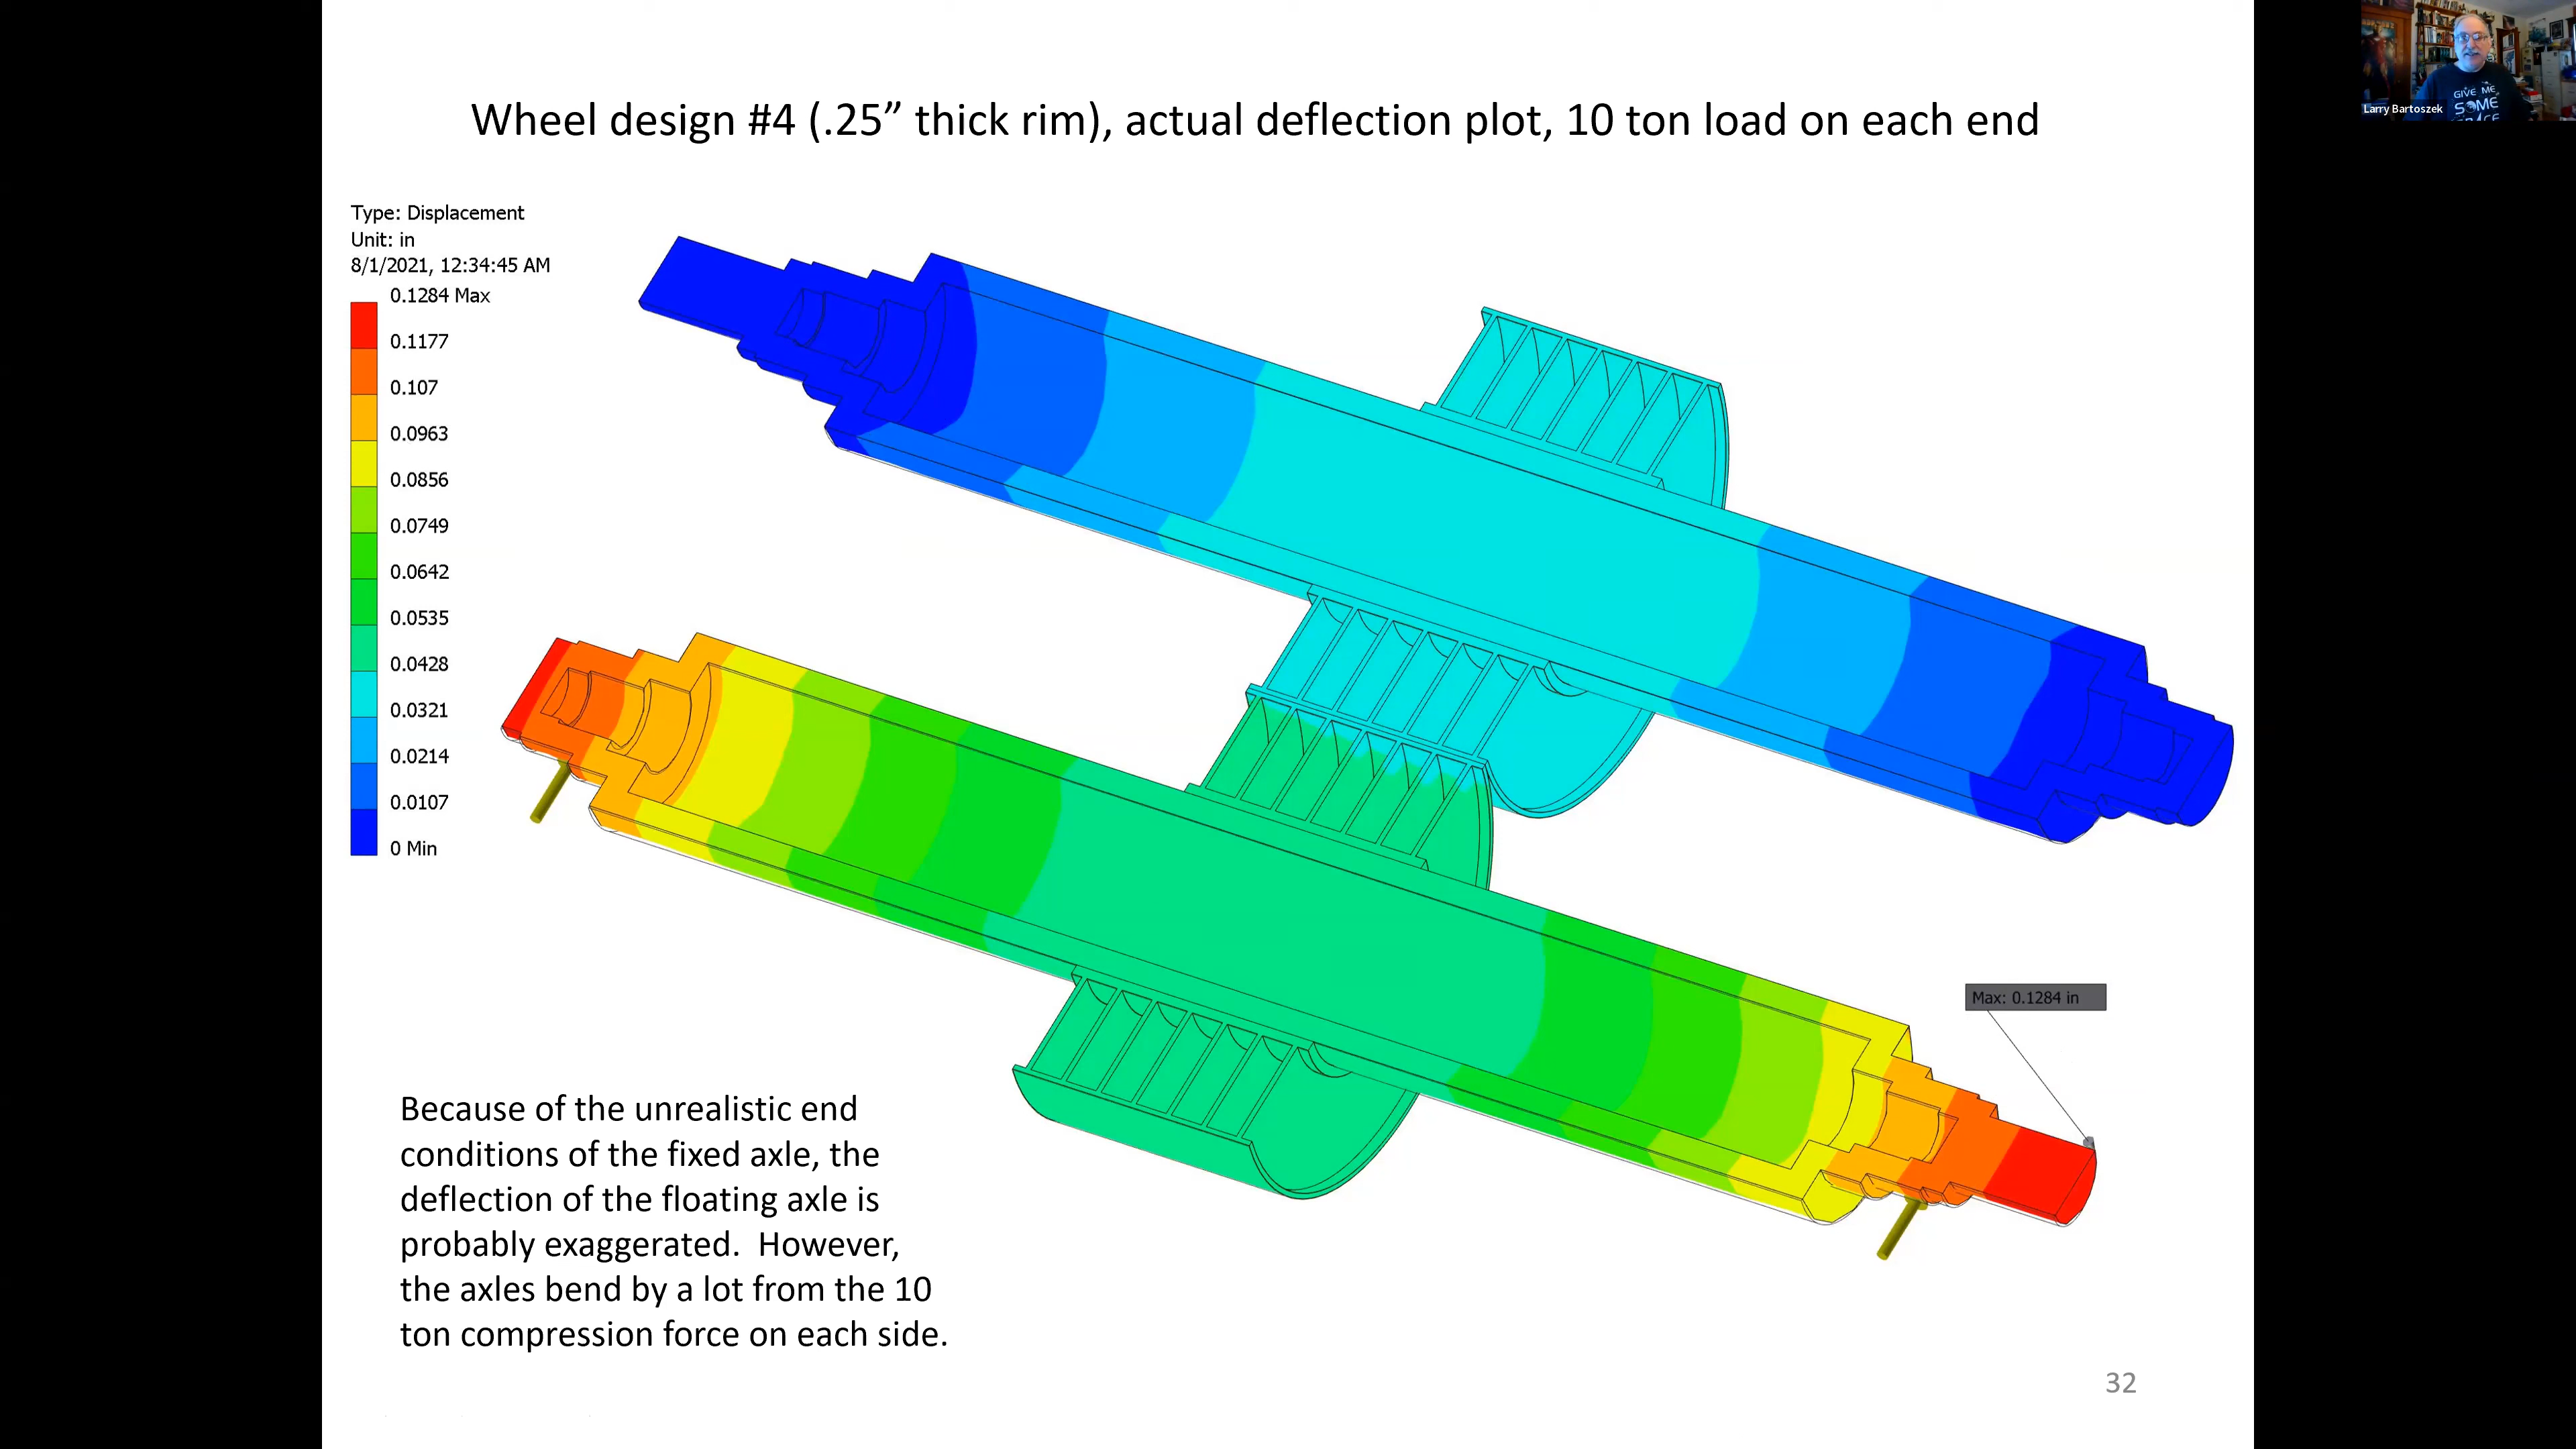 Wheel design #4 (.25” thick rim), actual deflection plot, 10 ton load on each end
Type: Displacement
Unit: in
8/1/2021, 12:34:45 AM
0.1284 Max
0.1177
0.107
0.0963
0.0856
0.0749
0.0642
0.0535
0.0428
0.0321
0.0214
0.0107
0 Min
Max: 0.1284 in
Because of the unrealistic end
conditions of the fixed axle, the
deflection of the floating axle is
probably exaggerated.  However,
the axles bend by a lot from the 10
ton compression force on each side.
32
Larry Bartoszek
GIVE ME
SOME